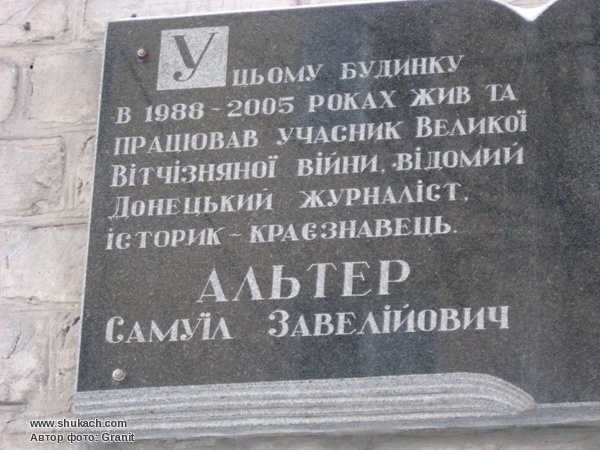 У цьому будинку
в 1988-2005 роках жив та
працював учасник Великої
Вітчізняної війни, відомий
Донецький журналіст,
історик-краєзнавець.
АЛЬТЕР
Самуїл Завелійович
www.shukach.com
Автор фото: Granit